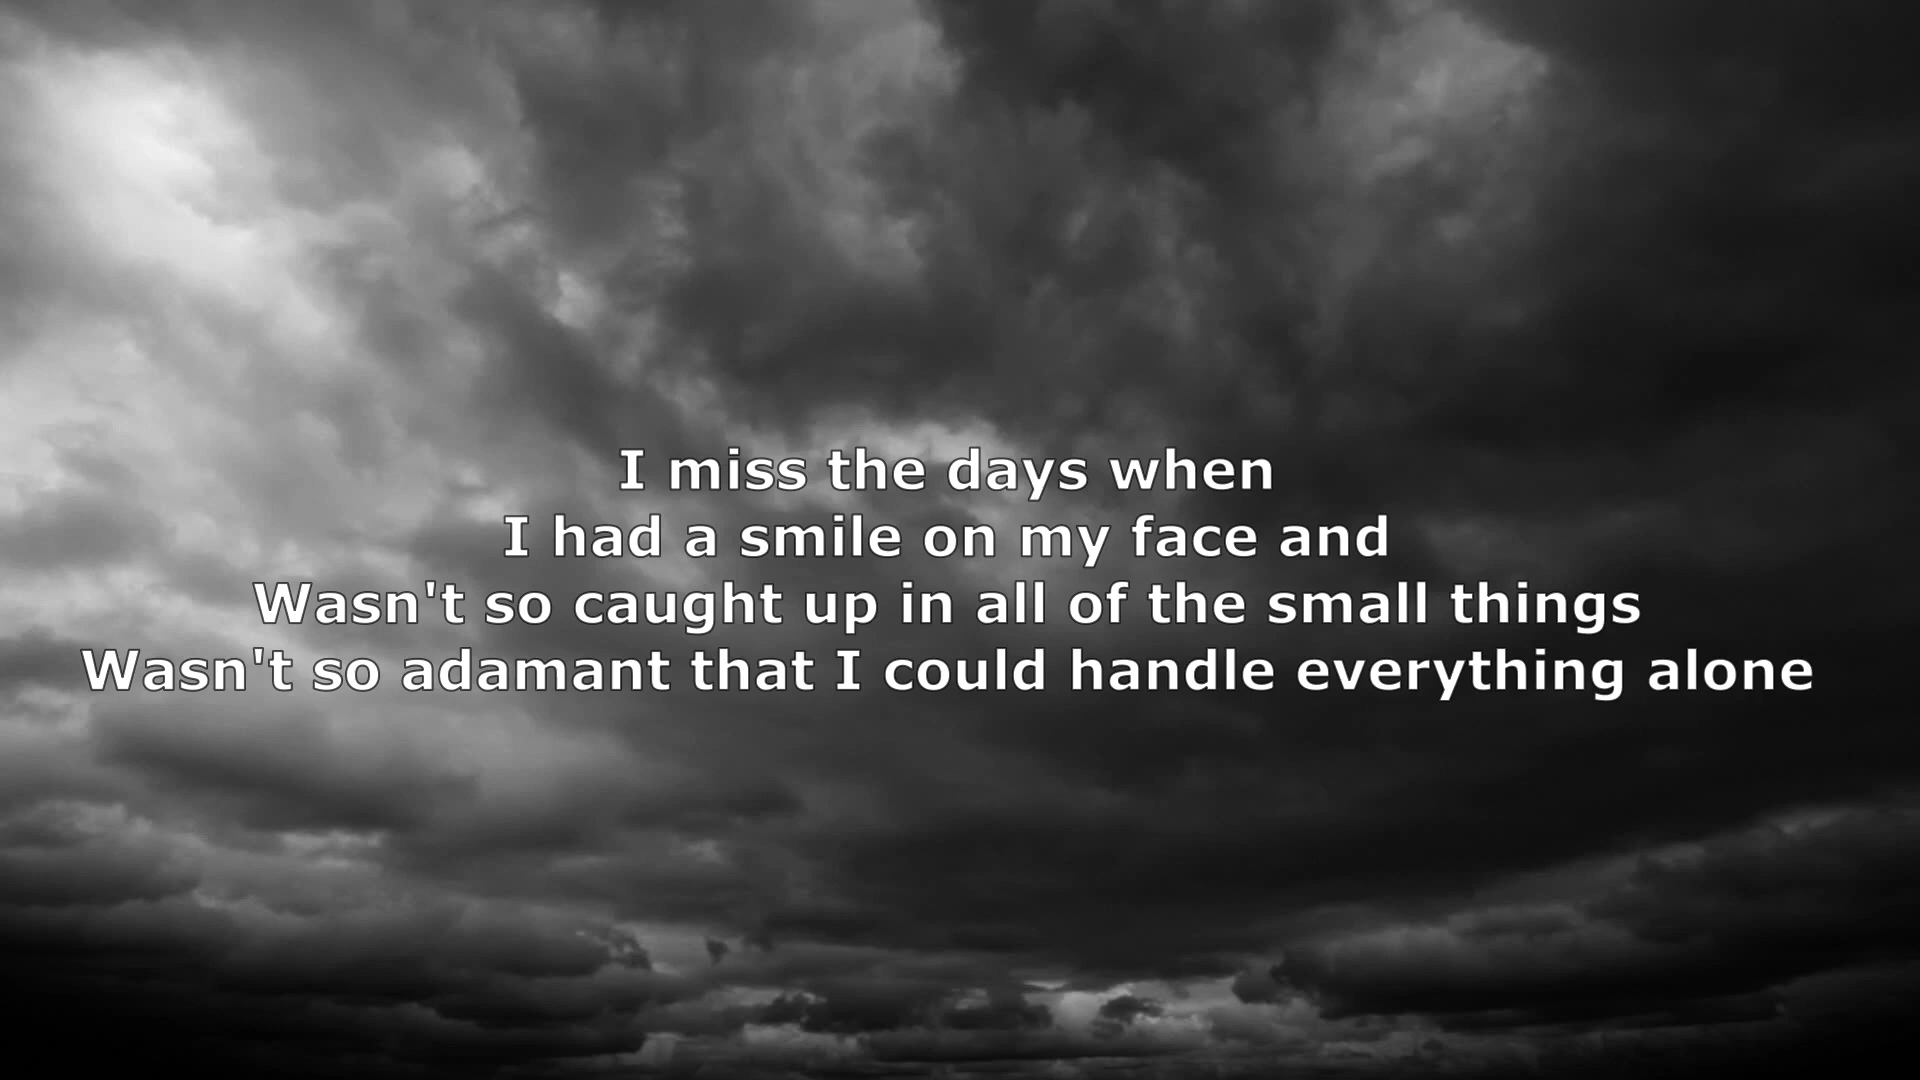 I miss the days when
I had a smile on my face and
Wasn't so caught up in all of the small things
Wasn't so adamant that I could handle everything alone